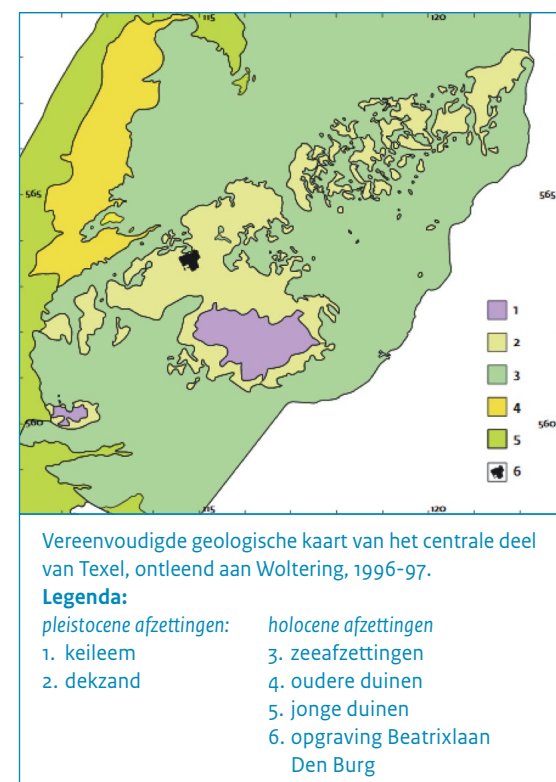 115
120
565
565
1
2
3
4
5
6
560
560
115
120
Vereenvoudigde geologische kaart van het centrale deel
van Texel, ontleend aan Woltering, 1996-97.
Legenda:
pleistocene afzettingen:
1. keileem
2. dekzand
holocene afzettingen
3. zeeafzettingen
4. oudere duinen
5. jonge duinen
6. opgraving Beatrixlaan
Den Burg